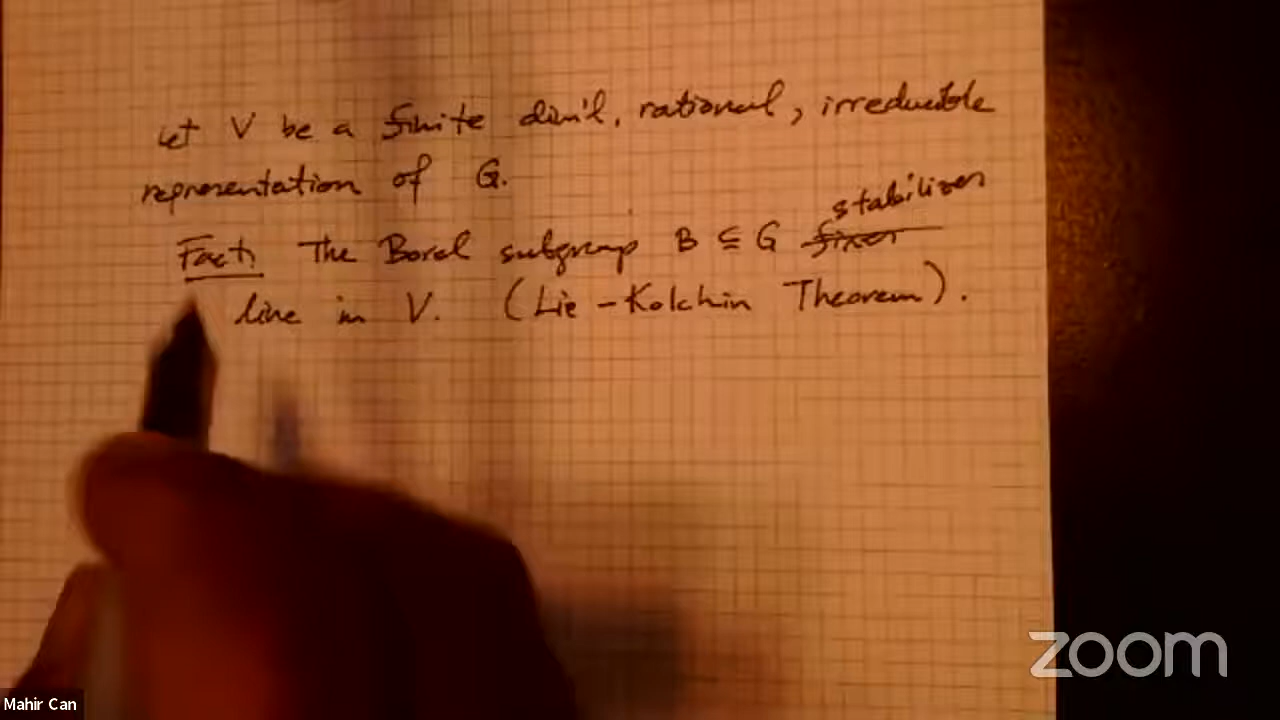 Let V be a finite dim'l, rational, irreducible
representation of G.
stabilizes
Fact: The Borel subgroup B ⊆ G fixes
line in V. (Lie-Kolchin Theorem).
zoom
Mahir Can